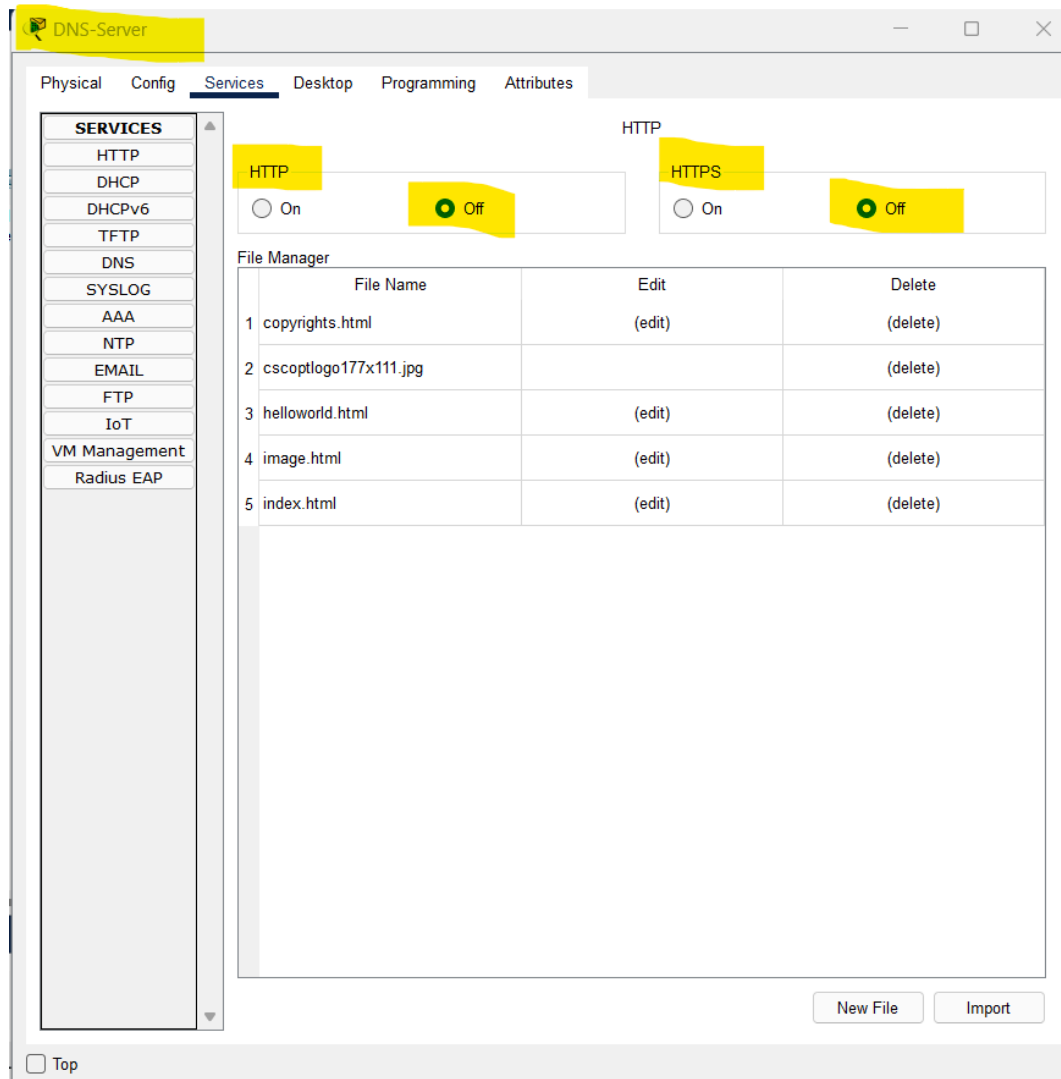 DNS-Server
Physical Config Services Desktop Programming Attributes
SERVICES
HTTP
DHCP
DHCPv6
TFTP
DNS
SYSLOG
AAA
NTP
EMAIL
FTP
IoT
VM Management
Radius EAP
HTTP
HTTP
On Off
HTTPS
On Off
File Manager
File Name Edit Delete
1 copyrights.html (edit) (delete)
2 cscoptlogo177x111.jpg (delete)
3 helloworld.html (edit) (delete)
4 image.html (edit) (delete)
5 index.html (edit) (delete)
New File Import
Top